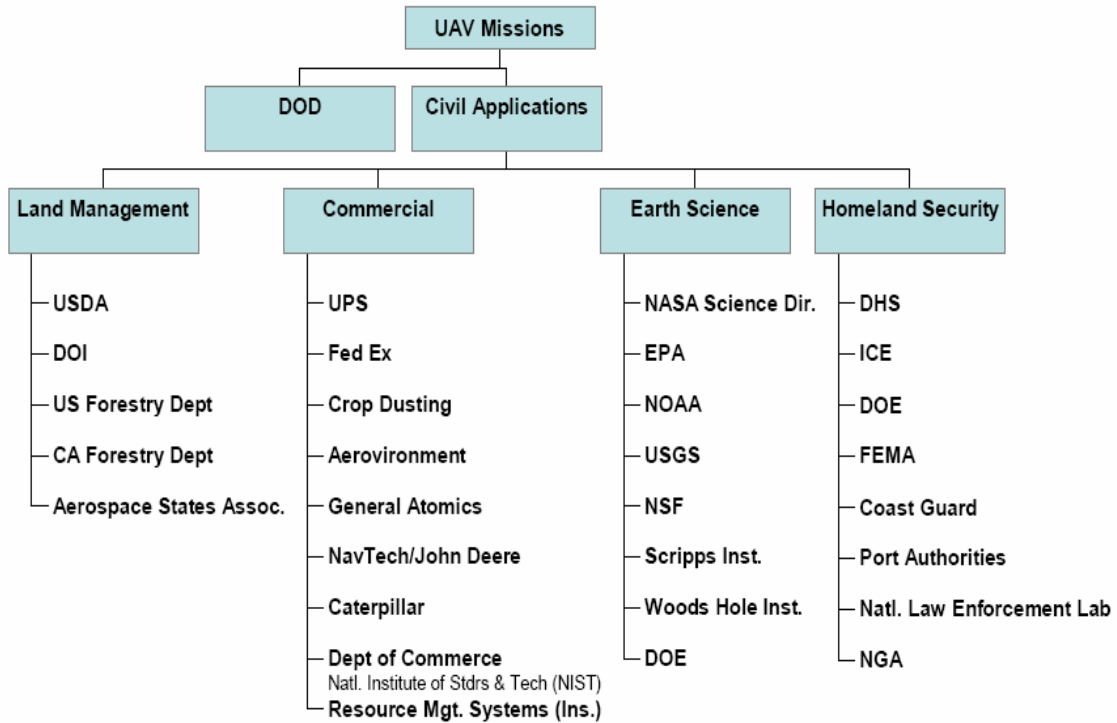 UAV Missions
DOD
Civil Applications
Land Management
Commercial
Earth Science
Homeland Security
USDA
DOI
US Forestry Dept
CA Forestry Dept
Aerospace States Assoc.
UPS
Fed Ex
Crop Dusting
Aerovironment
General Atomics
NavTech/John Deere
Caterpillar
Dept of Commerce
Natl. Institute of Stdrs & Tech (NIST)
Resource Mgt. Systems (Ins.)
NASA Science Dir.
EPA
NOAA
USGS
NSF
Scripps Inst.
Woods Hole Inst.
DOE
DHS
ICE
DOE
FEMA
Coast Guard
Port Authorities
Natl. Law Enforcement Lab
NGA